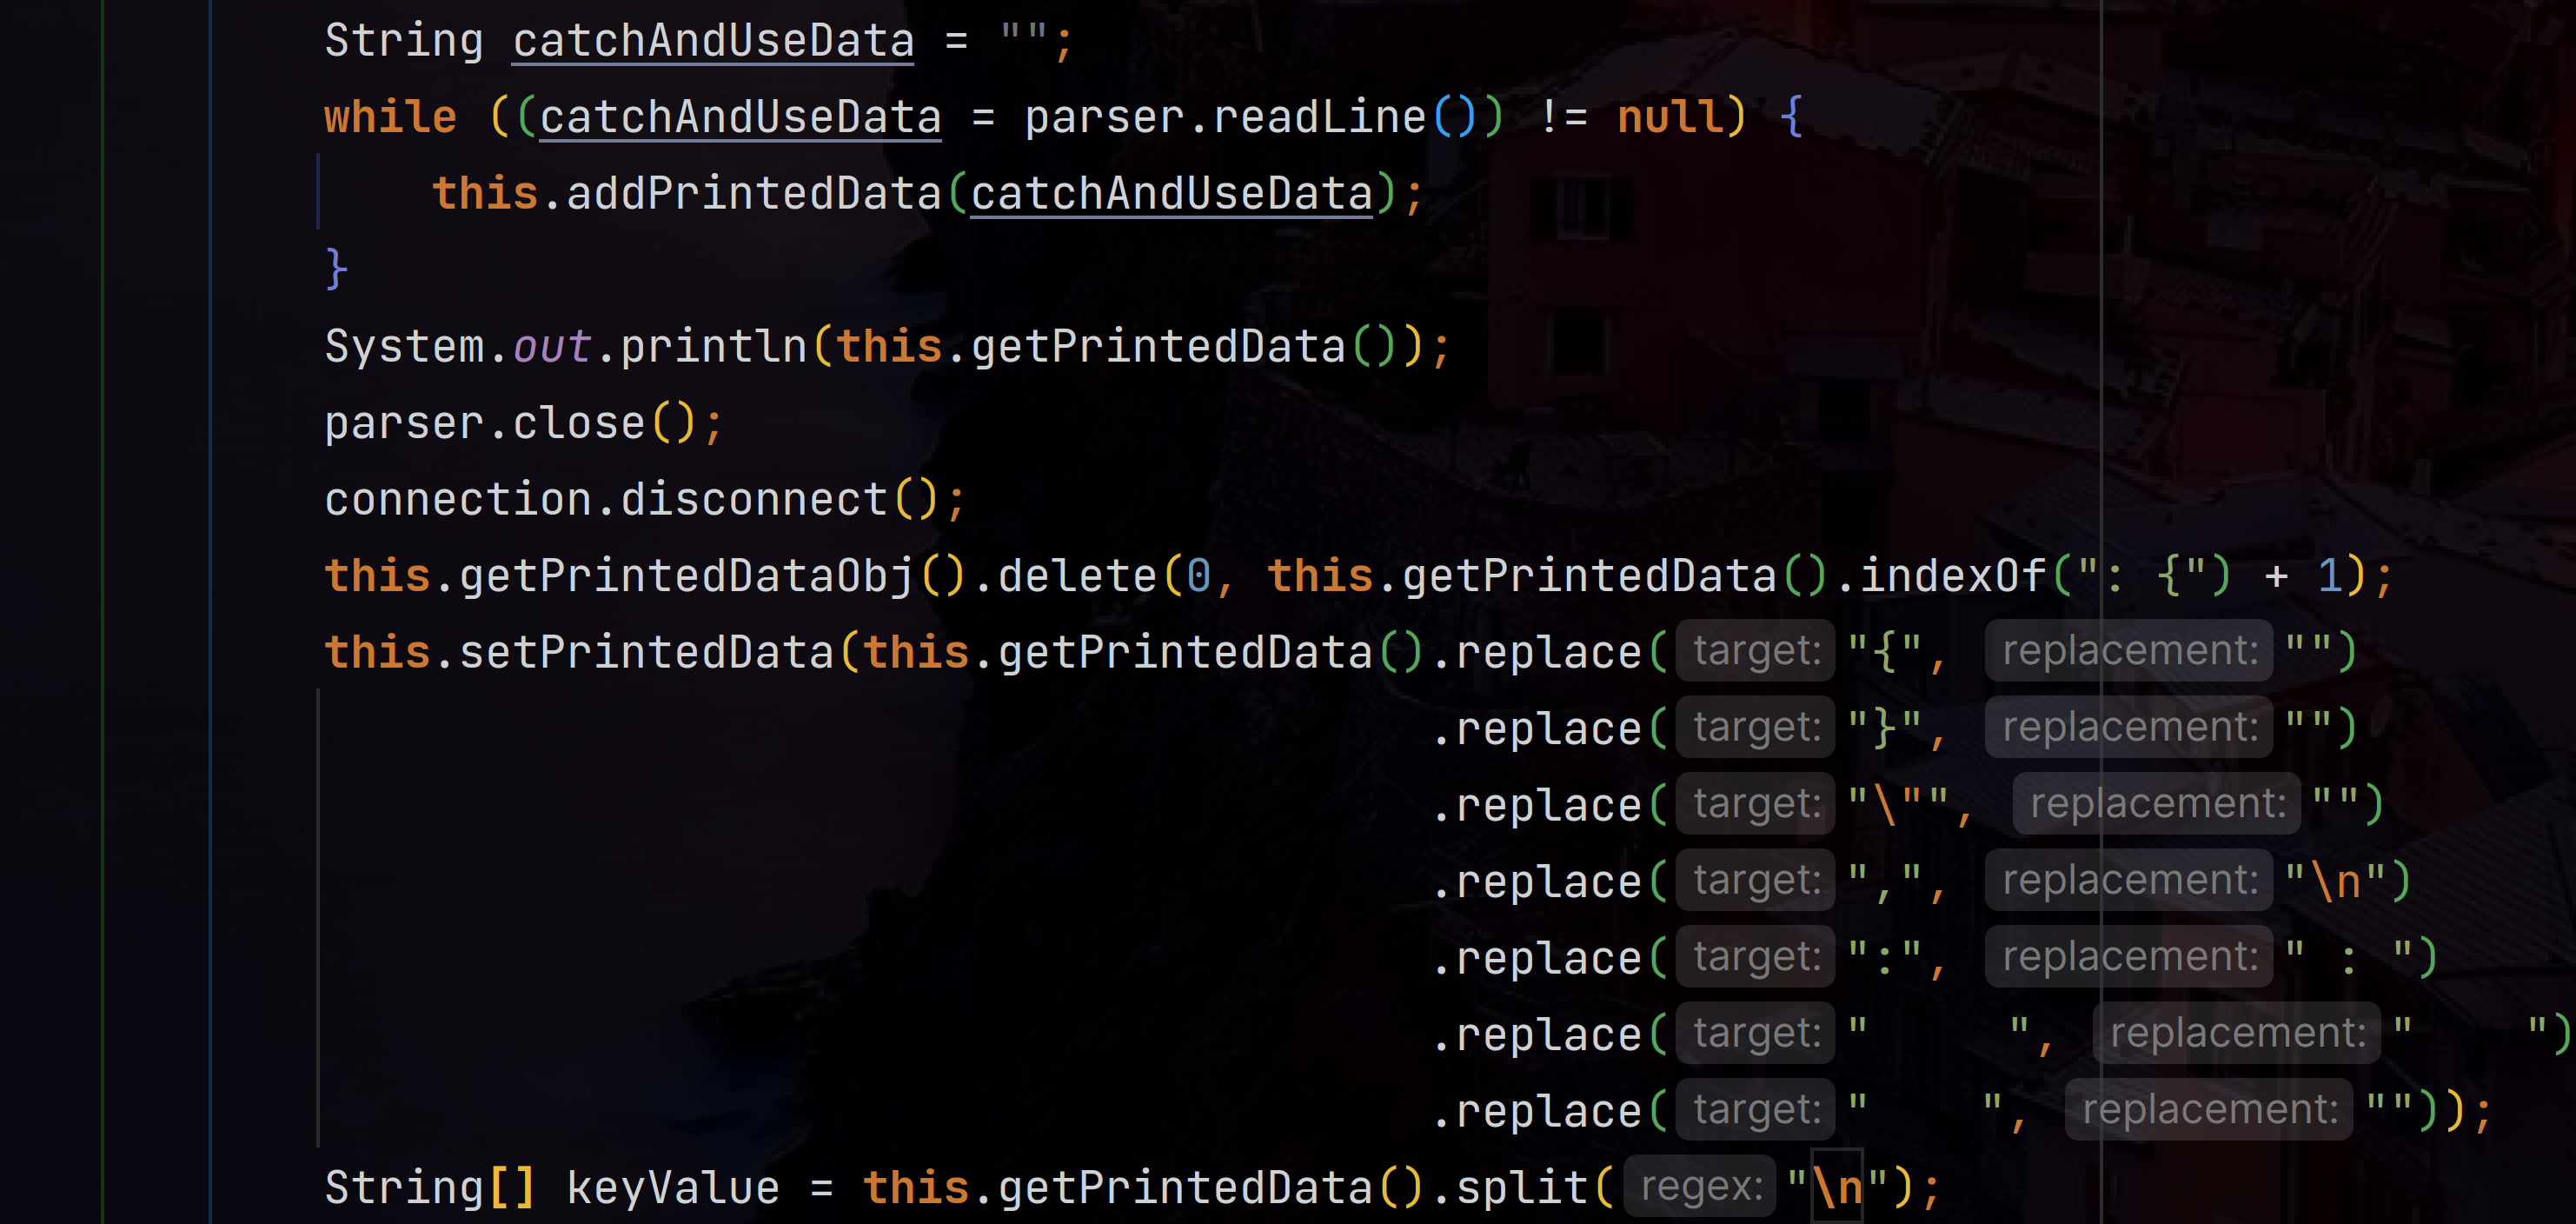 String catchAndUseData = "";
while ((catchAndUseData = parser.readLine()) != null) {
    this.addPrintedData(catchAndUseData);
}
System.out.println(this.getPrintedData());
parser.close();
connection.disconnect();
this.getPrintedDataObj().delete(0, this.getPrintedData().indexOf(": {") + 1);
this.setPrintedData(this.getPrintedData().replace( target: "{", replacement: "")
.replace( target: "}", replacement: "")
.replace( target: "\"", replacement: "")
.replace( target: ",", replacement: "\n")
.replace( target: ":", replacement: " : ")
.replace( target: "     ", replacement: "    ")
.replace( target: "    ", replacement: ""));
String[] keyValue = this.getPrintedData().split( regex: "\n");